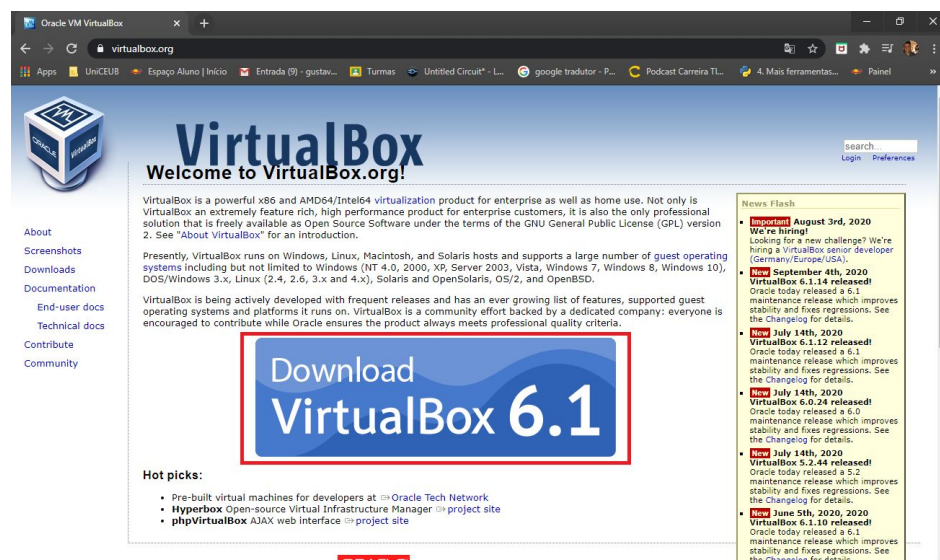 Oracle VM VirtualBox
virtualbox.org
Apps
UniCEUB
Espaço Aluno | Início
Entrada (9) - gustav...
Turmas
Untitled Circuit* - L...
google tradutor - P...
Podcast Carreira TI...
4. Mais ferramentas...
Painel
»
VM
ORACLE
VirtualBox
VirtualBox
search...
Login Preferences
Welcome to VirtualBox.org!
About
Screenshots
Downloads
Documentation
End-user docs
Technical docs
Contribute
Community
VirtualBox is a powerful x86 and AMD64/Intel64 virtualization product for enterprise as well as home use. Not only is
VirtualBox an extremely feature rich, high performance product for enterprise customers, it is also the only professional
solution that is freely available as Open Source Software under the terms of the GNU General Public License (GPL) version
2. See "About VirtualBox" for an introduction.
Presently, VirtualBox runs on Windows, Linux, Macintosh, and Solaris hosts and supports a large number of guest operating
systems including but not limited to Windows (NT 4.0, 2000, XP, Server 2003, Vista, Windows 7, Windows 8, Windows 10),
DOS/Windows 3.x, Linux (2.4, 2.6, 3.x and 4.x), Solaris and OpenSolaris, OS/2, and OpenBSD.
VirtualBox is being actively developed with frequent releases and has an ever growing list of features, supported guest
operating systems and platforms it runs on. VirtualBox is a community effort backed by a dedicated company: everyone is
encouraged to contribute while Oracle ensures the product always meets professional quality criteria.
Download
VirtualBox 6.1
Hot picks:
Pre-built virtual machines for developers at Oracle Tech Network
Hyperbox Open-source Virtual Infrastructure Manager project site
phpVirtualBox AJAX web interface project site
News Flash
Important August 3rd, 2020
We're hiring!
Looking for a new challenge? We're
hiring a VirtualBox senior developer
(Germany/Europe/USA).
New September 4th, 2020
VirtualBox 6.1.14 released!
Oracle today released a 6.1
maintenance release which improves
stability and fixes regressions. See
the Changelog for details.
New July 14th, 2020
VirtualBox 6.1.12 released!
Oracle today released a 6.1
maintenance release which improves
stability and fixes regressions. See
the Changelog for details.
New July 14th, 2020
VirtualBox 6.0.24 released!
Oracle today released a 6.0
maintenance release which improves
stability and fixes regressions. See
the Changelog for details.
New July 14th, 2020
VirtualBox 5.2.44 released!
Oracle today released a 5.2
maintenance release which improves
stability and fixes regressions. See
the Changelog for details.
New June 5th, 2020, 2020
VirtualBox 6.1.10 released!
Oracle today released a 6.1
maintenance release which improves
stability and fixes regressions. See
the Changelog for details.